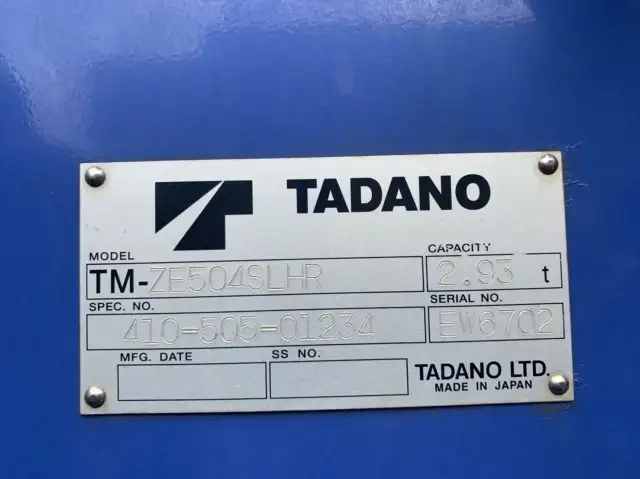 TADANO
MODEL
TM-ZE504SLHR
CAPACITY
2.93 t
SPEC. NO.
410-505-01234
SERIAL NO.
EW6702
MFG. DATE
SS NO.
TADANO LTD.
MADE IN JAPAN